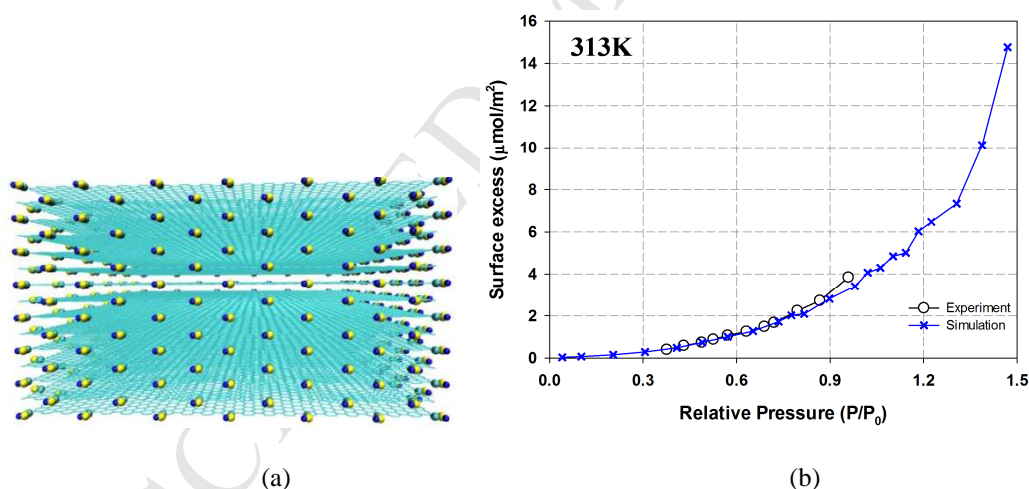 313K
Surface excess (μmol/m²)
16
14
12
10
8
6
4
2
0
0.0 0.3 0.6 0.9 1.2 1.5
Experiment
Simulation
Relative Pressure (P/P₀)
(a) (b)